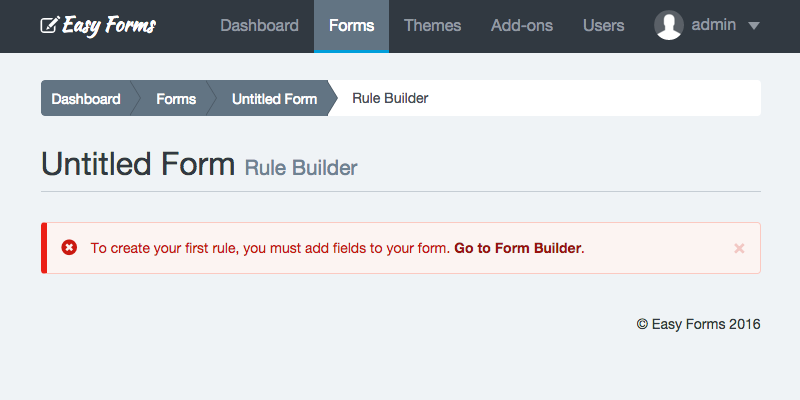 Easy Forms
Dashboard Forms Themes Add-ons Users admin
Dashboard Forms Untitled Form Rule Builder
Untitled Form Rule Builder
To create your first rule, you must add fields to your form. Go to Form Builder.
© Easy Forms 2016